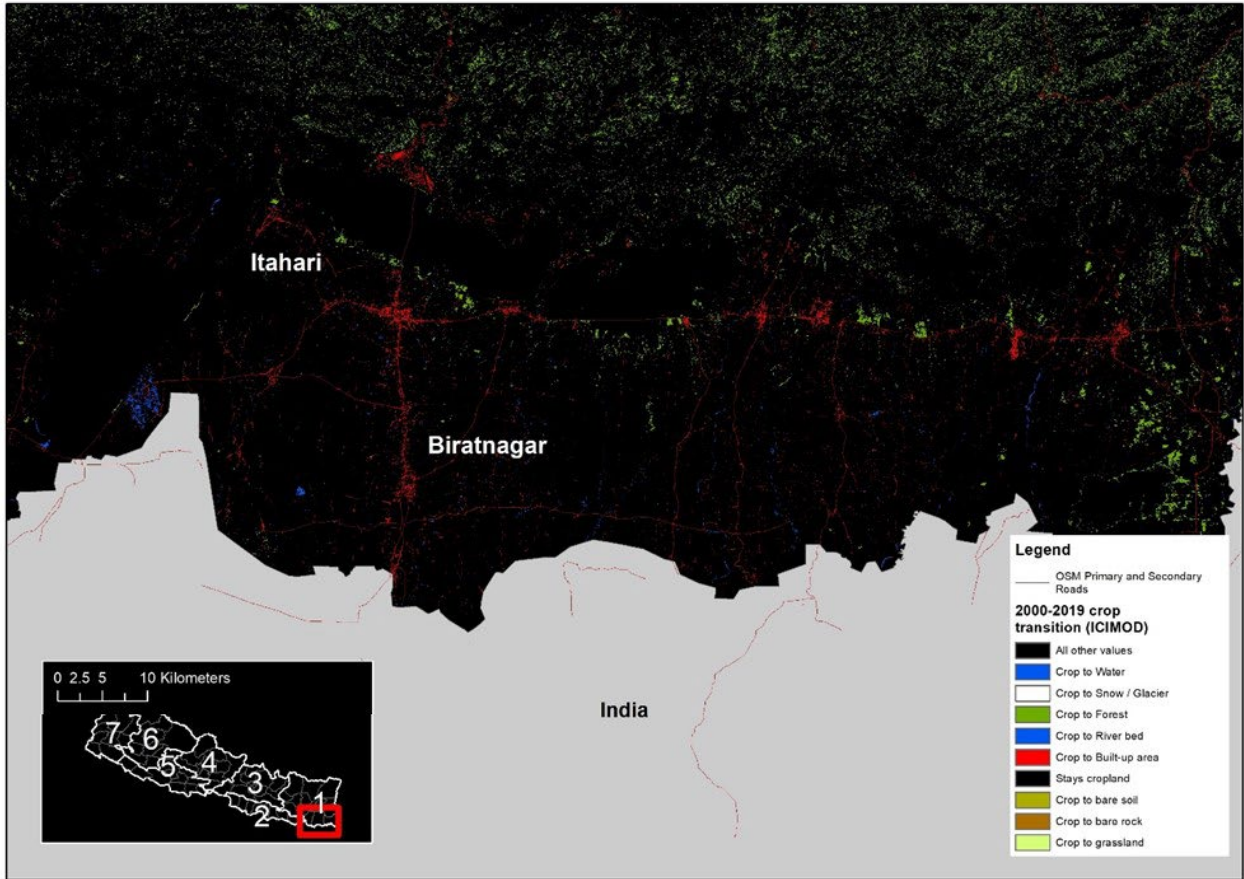 Itahari
Biratnagar
India
0 2.5 5 10 Kilometers
7
6
5
4
3
2
1
Legend
OSM Primary and Secondary
Roads
2000-2019 crop
transition (ICIMOD)
All other values
Crop to Water
Crop to Snow / Glacier
Crop to Forest
Crop to River bed
Crop to Built-up area
Stays cropland
Crop to bare soil
Crop to bare rock
Crop to grassland